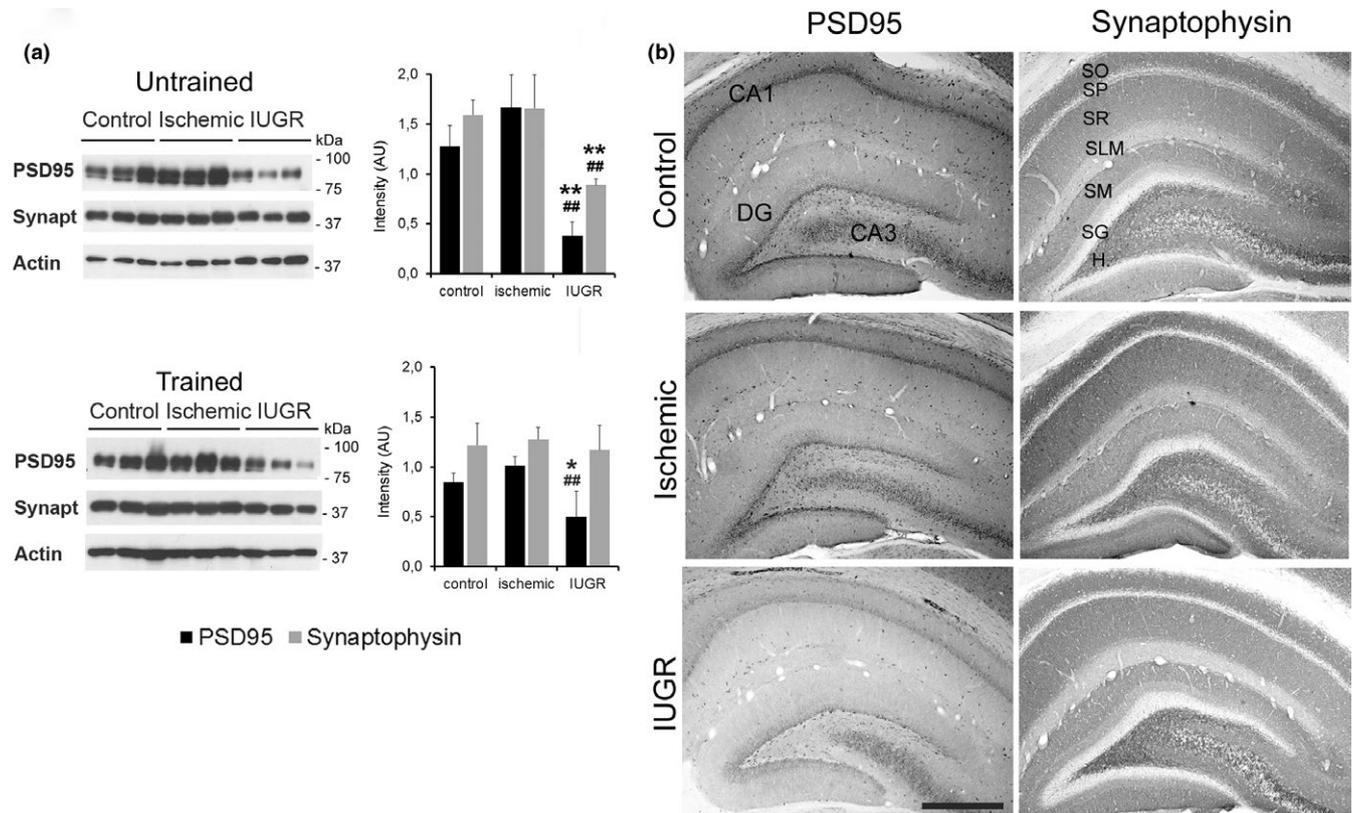 (a)
Untrained
Control Ischemic IUGR
kDa
PSD95
- 100
- 75
Synapt
- 37
Actin
- 37
2,0
1,5
1,0
0,5
0,0
Intensity (AU)
** ##
** ##
control ischemic IUGR
Trained
Control Ischemic IUGR
kDa
PSD95
- 100
- 75
Synapt
- 37
Actin
- 37
2,0
1,5
1,0
0,5
0,0
Intensity (AU)
* ##
control ischemic IUGR
PSD95 Synaptophysin
(b)
PSD95 Synaptophysin
Control
CA1
DG
CA3
SO
SP
SR
SLM
SM
SG
H.
Ischemic
IUGR